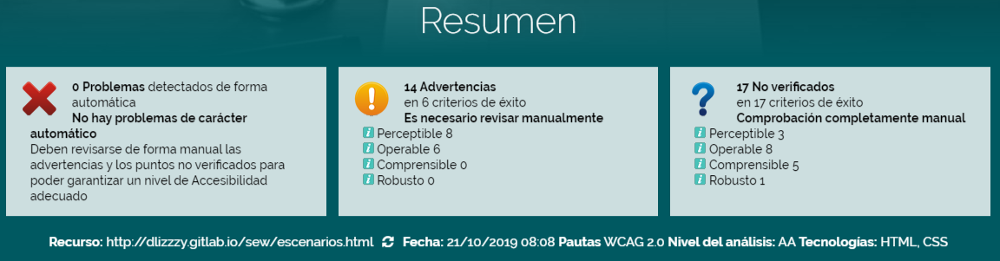 Resumen
0 Problemas detectados de forma
automática
No hay problemas de carácter
automático
Deben revisarse de forma manual las
advertencias y los puntos no verificados para
poder garantizar un nivel de Accesibilidad
adecuado
14 Advertencias
en 6 criterios de éxito
Es necesario revisar manualmente
Perceptible 8
Operable 6
Comprensible 0
Robusto 0
17 No verificados
en 17 criterios de éxito
Comprobación completamente manual
Perceptible 3
Operable 8
Comprensible 5
Robusto 1
Recurso: http://dlizzzy.gitlab.io/sew/escenarios.html Fecha: 21/10/2019 08:08 Pautas WCAG 2.0 Nivel del análisis: AA Tecnologías: HTML, CSS